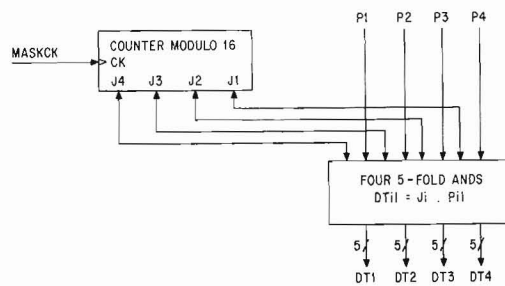 P1 P2 P3 P4
COUNTER MODULO 16
MASKCK
CK
J4 J3 J2 J1
FOUR 5-FOLD ANDS
DTil = Ji . Pil
5 5 5 5
DT1 DT2 DT3 DT4